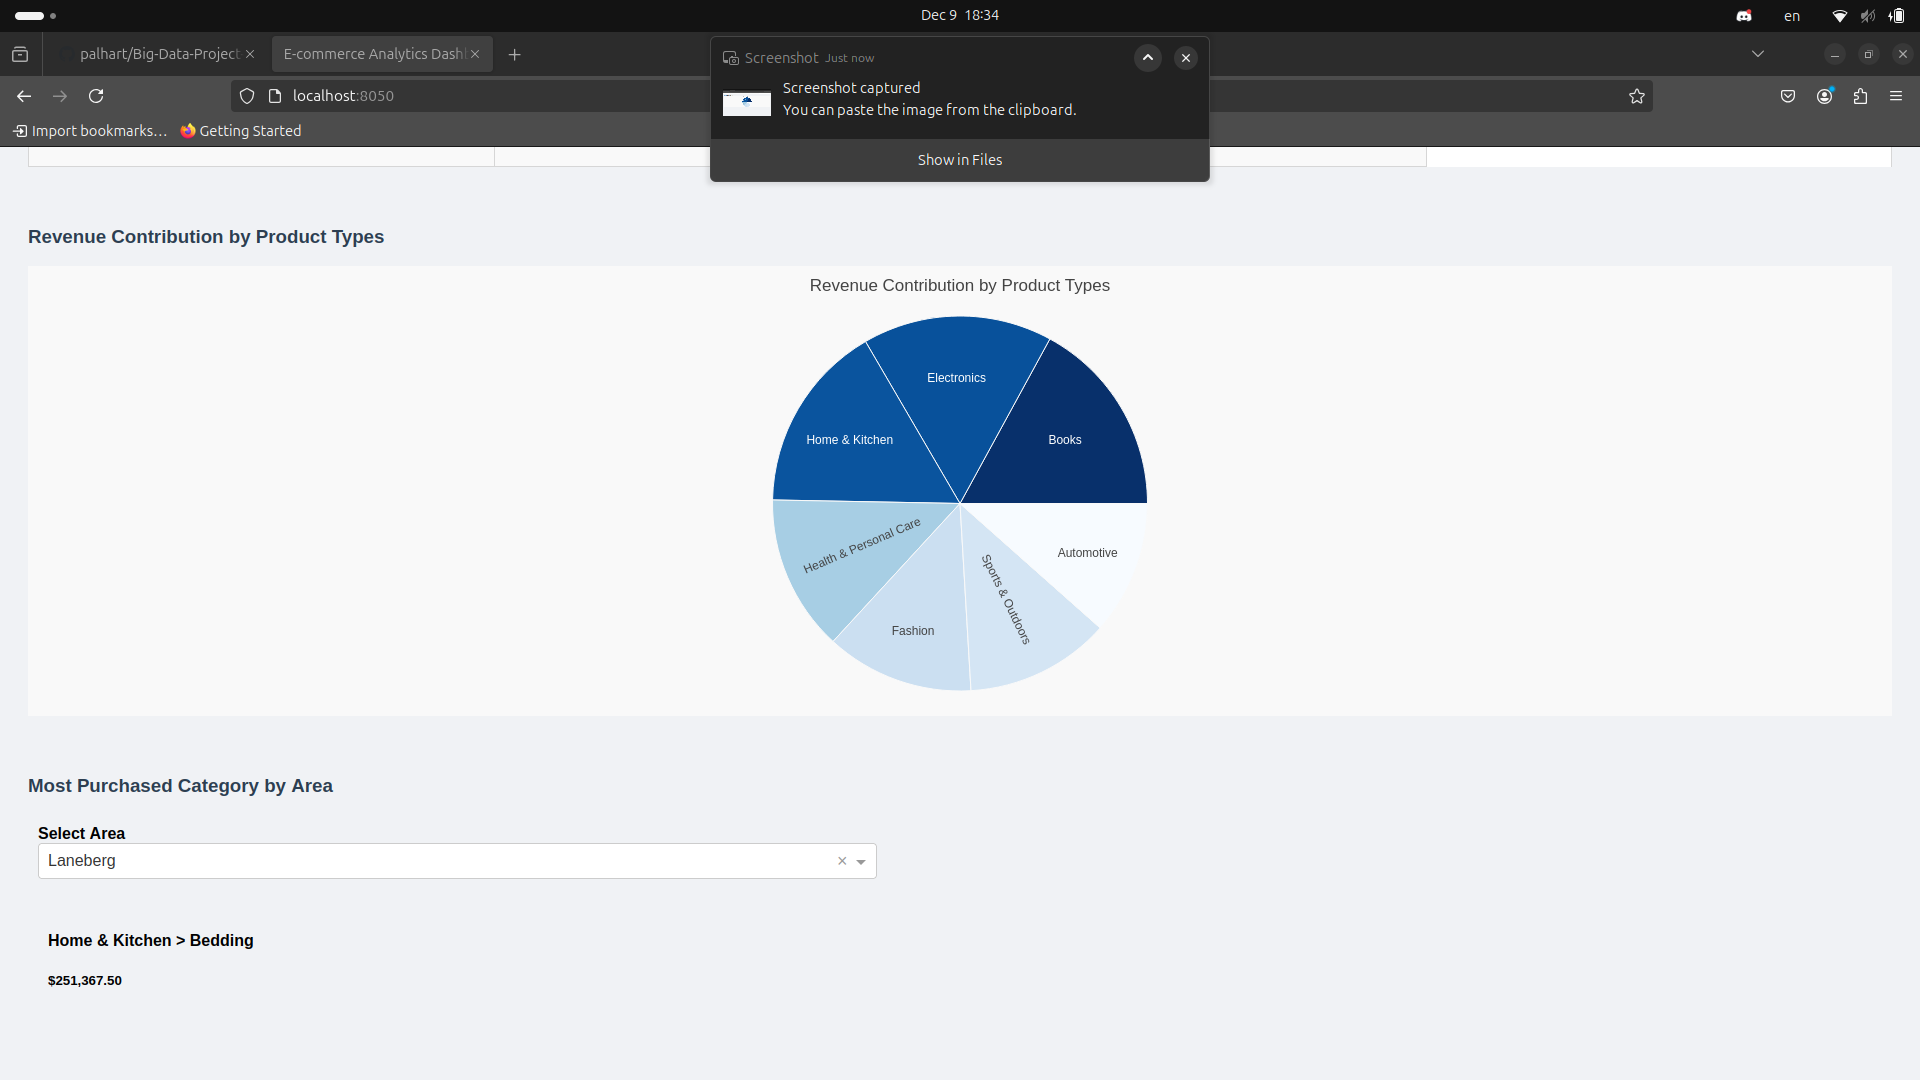 Dec 9 18:34
en
palhart/Big-Data-Project
E-commerce Analytics Dash
Screenshot Just now
Screenshot captured
You can paste the image from the clipboard.
Show in Files
localhost:8050
Import bookmarks...
Getting Started
Revenue Contribution by Product Types
Revenue Contribution by Product Types
Electronics
Home & Kitchen
Books
Health & Personal Care
Automotive
Sports & Outdoors
Fashion
Most Purchased Category by Area
Select Area
Laneberg
Home & Kitchen > Bedding
$251,367.50